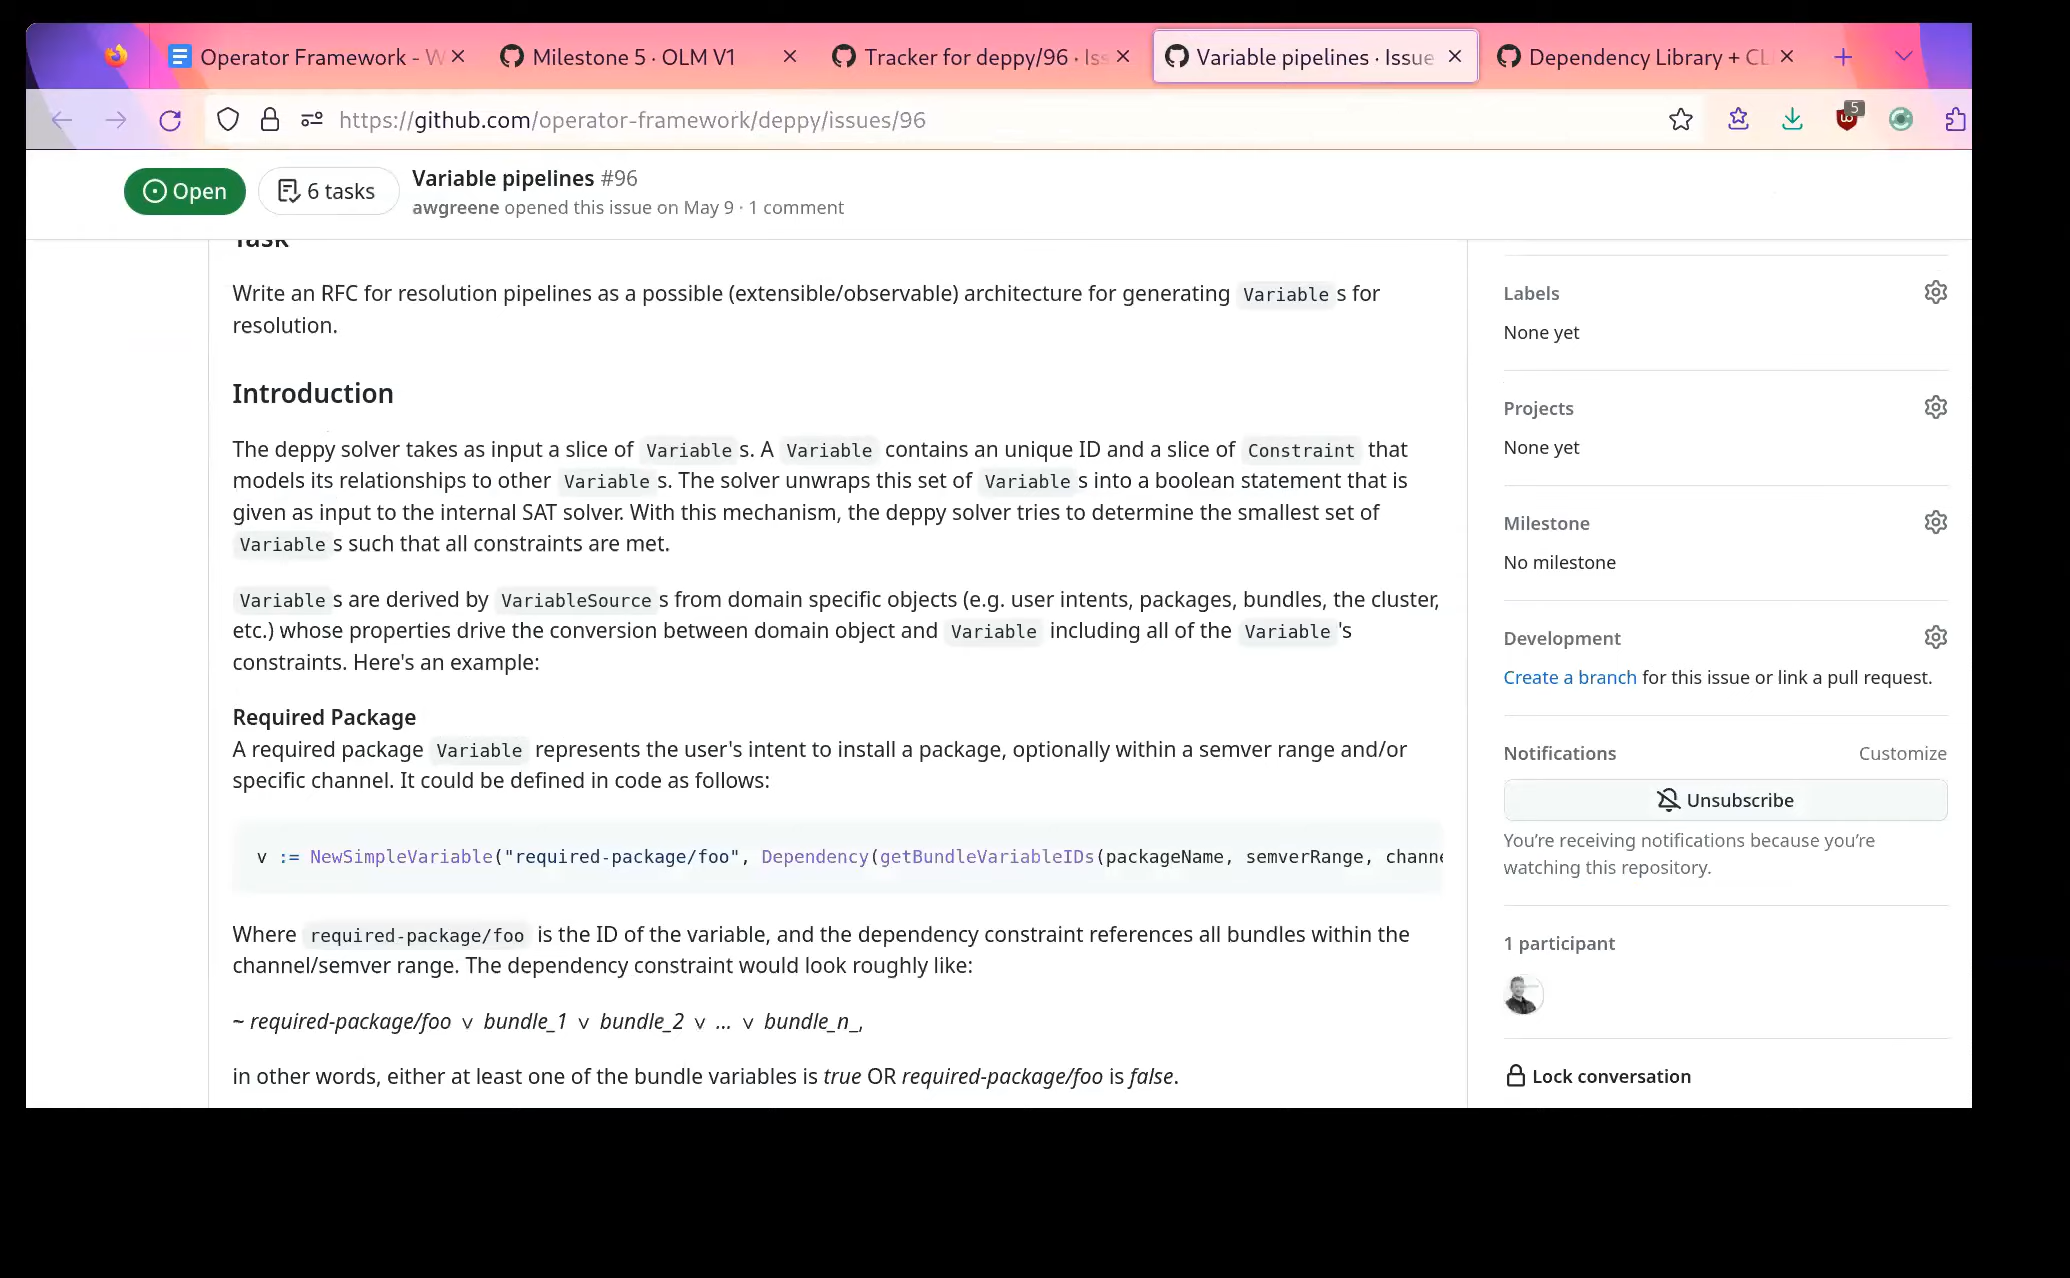 Operator Framework - W
Milestone 5 · OLM V1
Tracker for deppy/96 · Iss
Variable pipelines · Issue
Dependency Library + CL
https://github.com/operator-framework/deppy/issues/96
5
Open
6 tasks
Variable pipelines #96
awgreene opened this issue on May 9 · 1 comment
Task
Write an RFC for resolution pipelines as a possible (extensible/observable) architecture for generating Variable s for
resolution.
Introduction
The deppy solver takes as input a slice of Variable s. A Variable contains an unique ID and a slice of Constraint that
models its relationships to other Variable s. The solver unwraps this set of Variable s into a boolean statement that is
given as input to the internal SAT solver. With this mechanism, the deppy solver tries to determine the smallest set of
Variable s such that all constraints are met.
Variable s are derived by VariableSource s from domain specific objects (e.g. user intents, packages, bundles, the cluster,
etc.) whose properties drive the conversion between domain object and Variable including all of the Variable 's
constraints. Here's an example:
Required Package
A required package Variable represents the user's intent to install a package, optionally within a semver range and/or
specific channel. It could be defined in code as follows:
v := NewSimpleVariable("required-package/foo", Dependency(getBundleVariableIDs(packageName, semverRange, channe
Where required-package/foo is the ID of the variable, and the dependency constraint references all bundles within the
channel/semver range. The dependency constraint would look roughly like:
~ required-package/foo ∨ bundle_1 ∨ bundle_2 ∨ ... ∨ bundle_n_,
in other words, either at least one of the bundle variables is true OR required-package/foo is false.
Labels
None yet
Projects
None yet
Milestone
No milestone
Development
Create a branch for this issue or link a pull request.
Notifications
Customize
Unsubscribe
You're receiving notifications because you're
watching this repository.
1 participant
Lock conversation